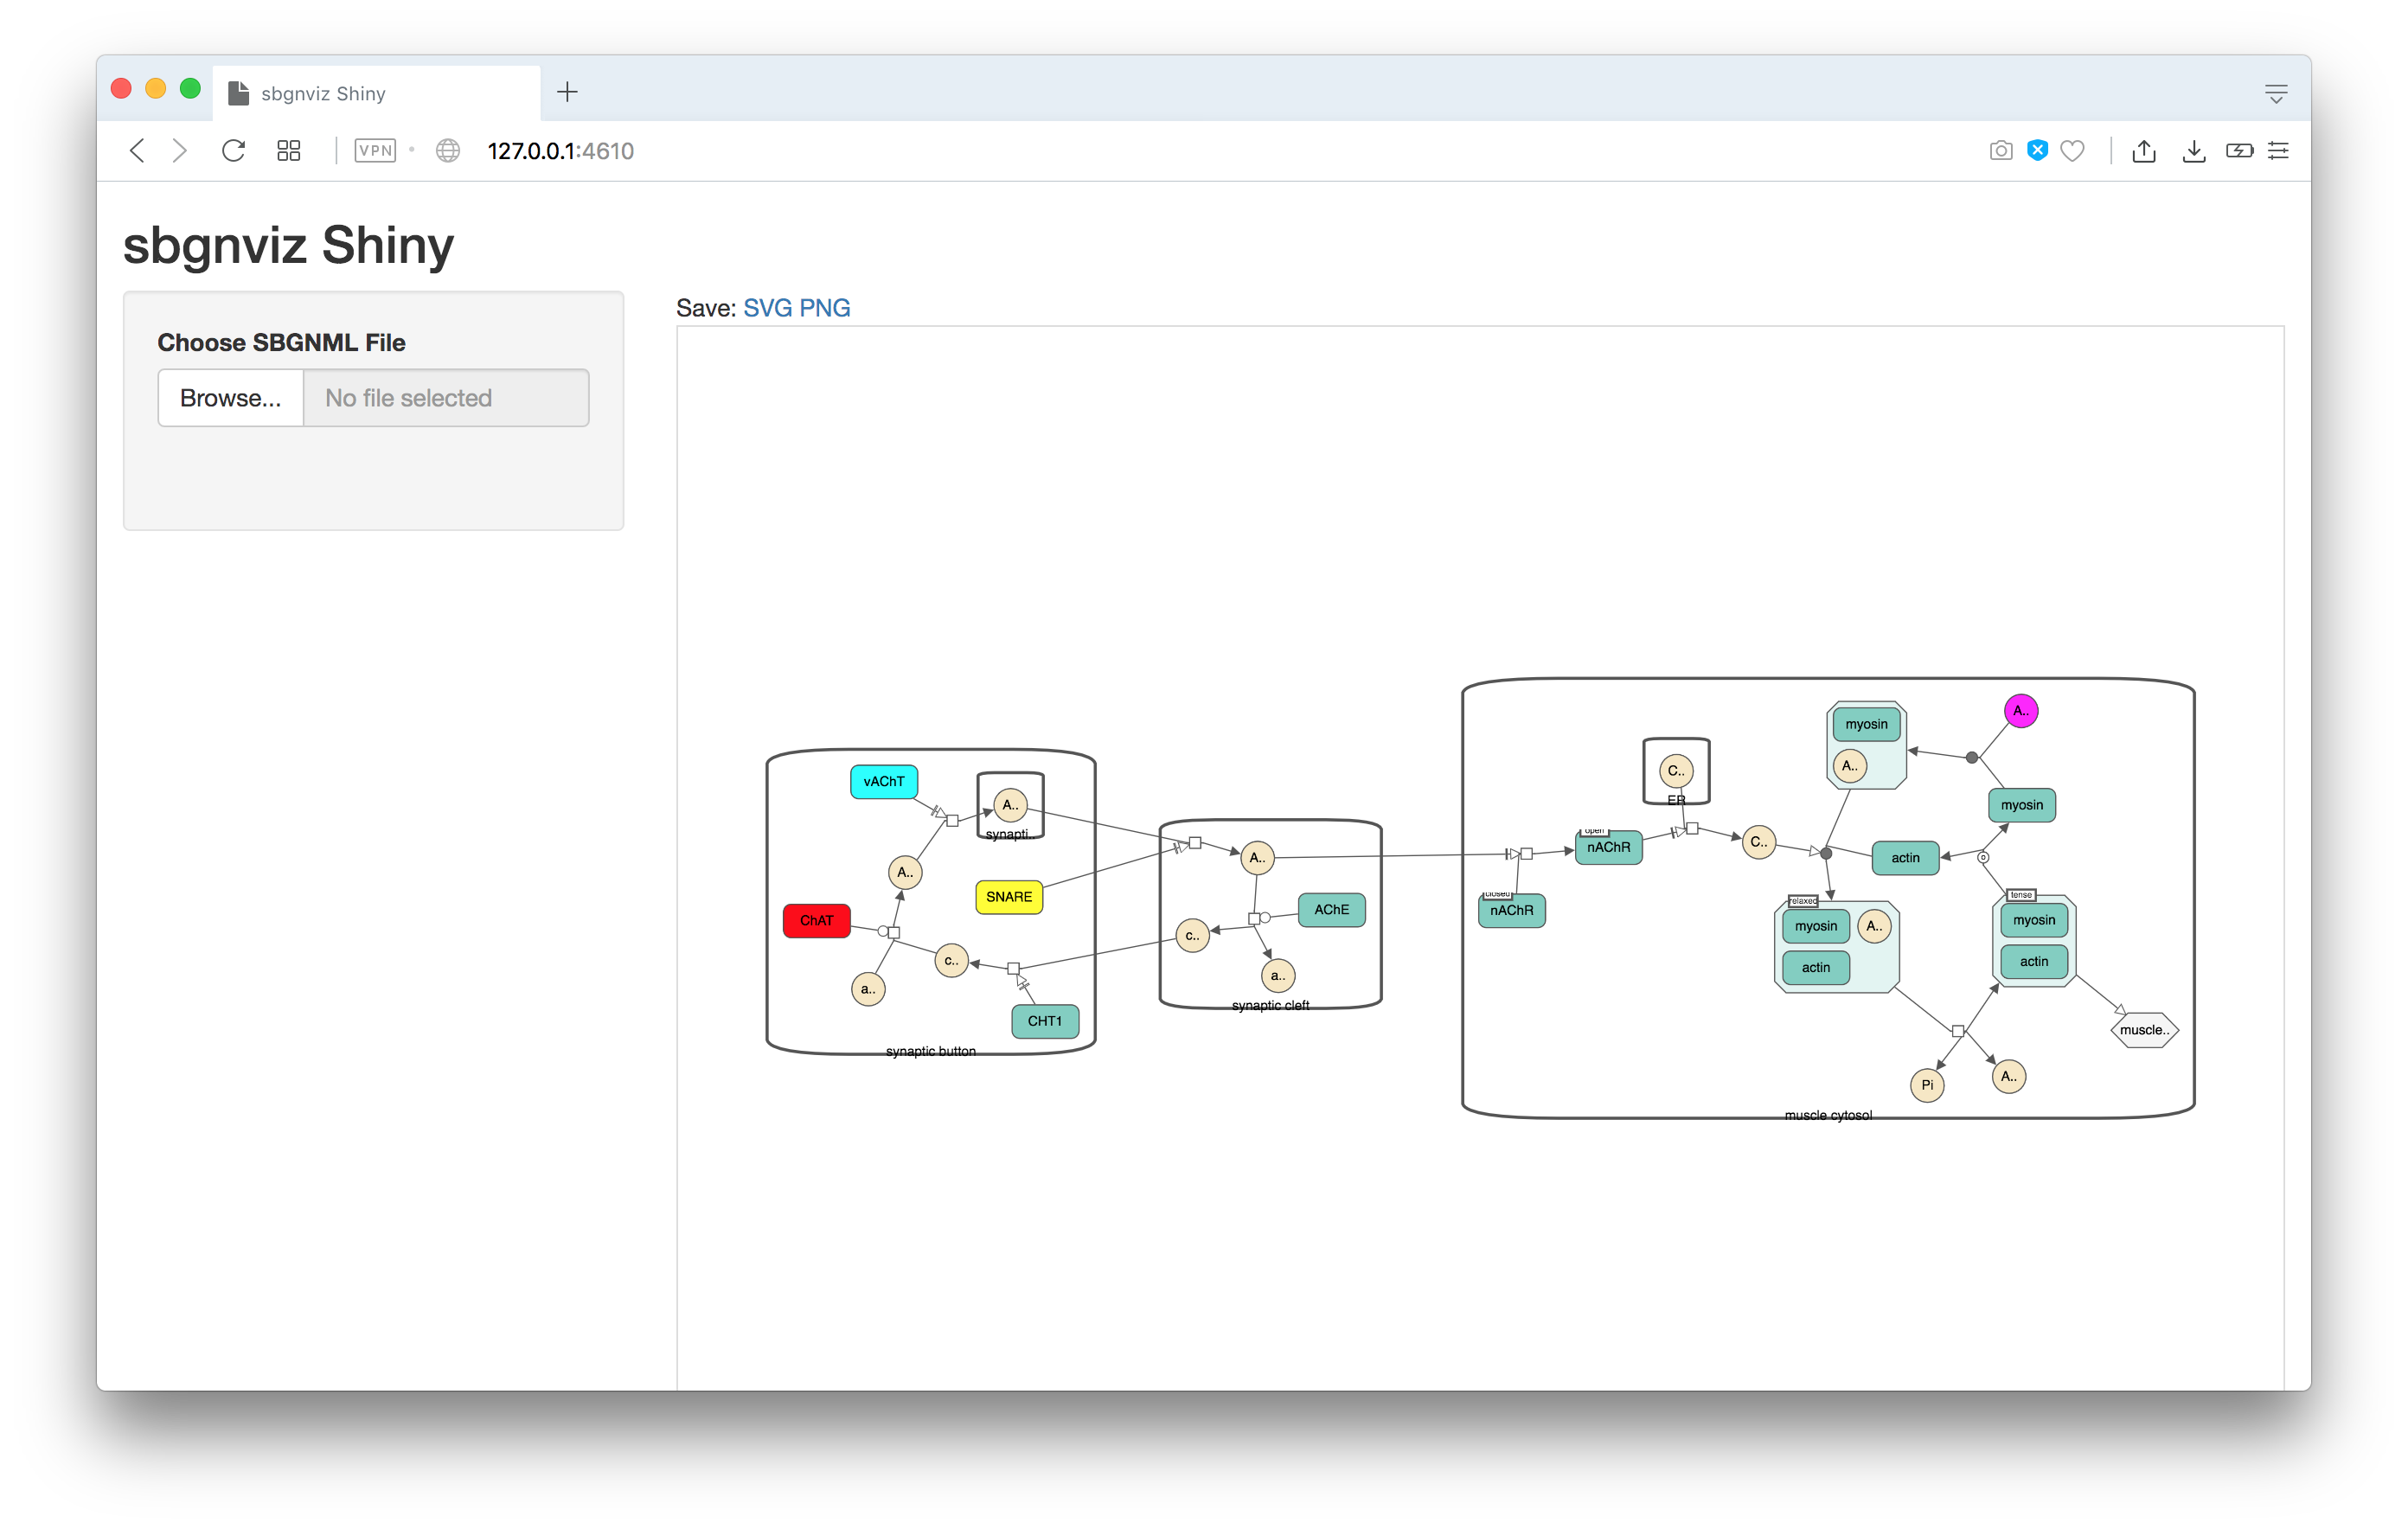 sbgnviz Shiny
VPN
127.0.0.1:4610
sbgnviz Shiny
Choose SBGNML File
Browse...
No file selected
Save: SVG PNG
vAChT
A..
synapti..
A..
SNARE
ChAT
c..
a..
CHT1
synaptic button
A..
AChE
c..
a..
synaptic cleft
C..
ER
open
nAChR
closed
nAChR
C..
myosin
A..
A..
myosin
actin
relaxed
myosin
A..
actin
tense
myosin
actin
muscle..
Pi
A..
muscle cytosol